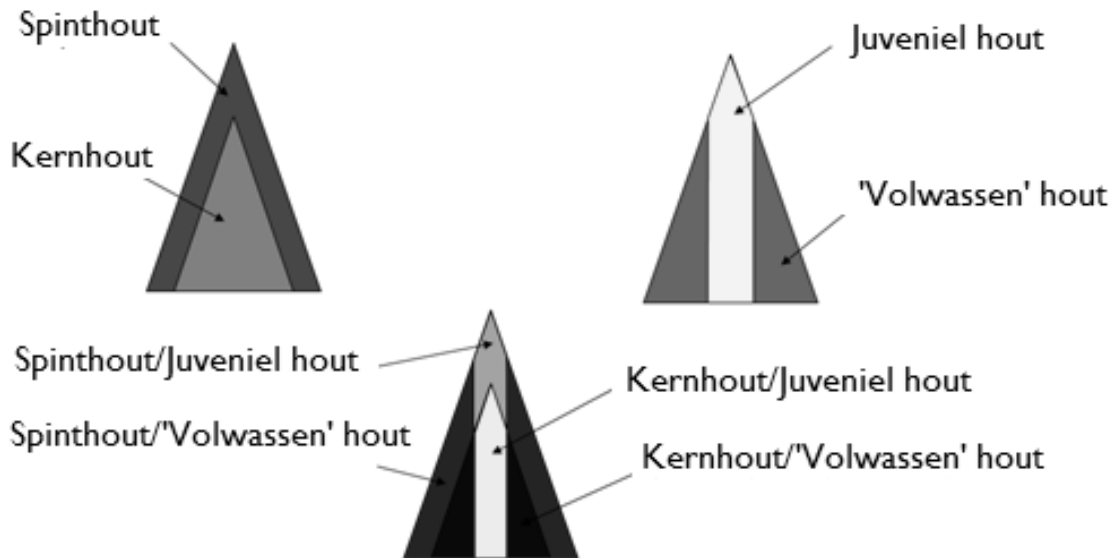 Spinthout
Kernhout
Juveniel hout
'Volwassen' hout
Spinthout/Juveniel hout
Spinthout/'Volwassen' hout
Kernhout/Juveniel hout
Kernhout/'Volwassen' hout